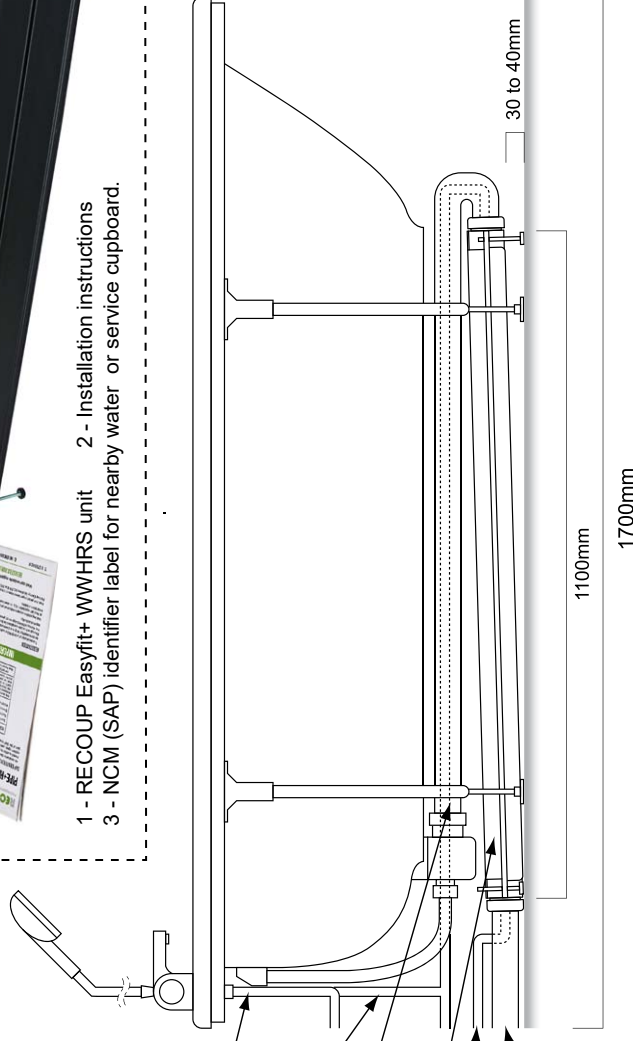 1 - RECOUP Easyfit+ WWHRS unit 2 - Installation instructions
3 - NCM (SAP) identifier label for nearby water or service cupboard.
30 to 40mm
1100mm
1700mm